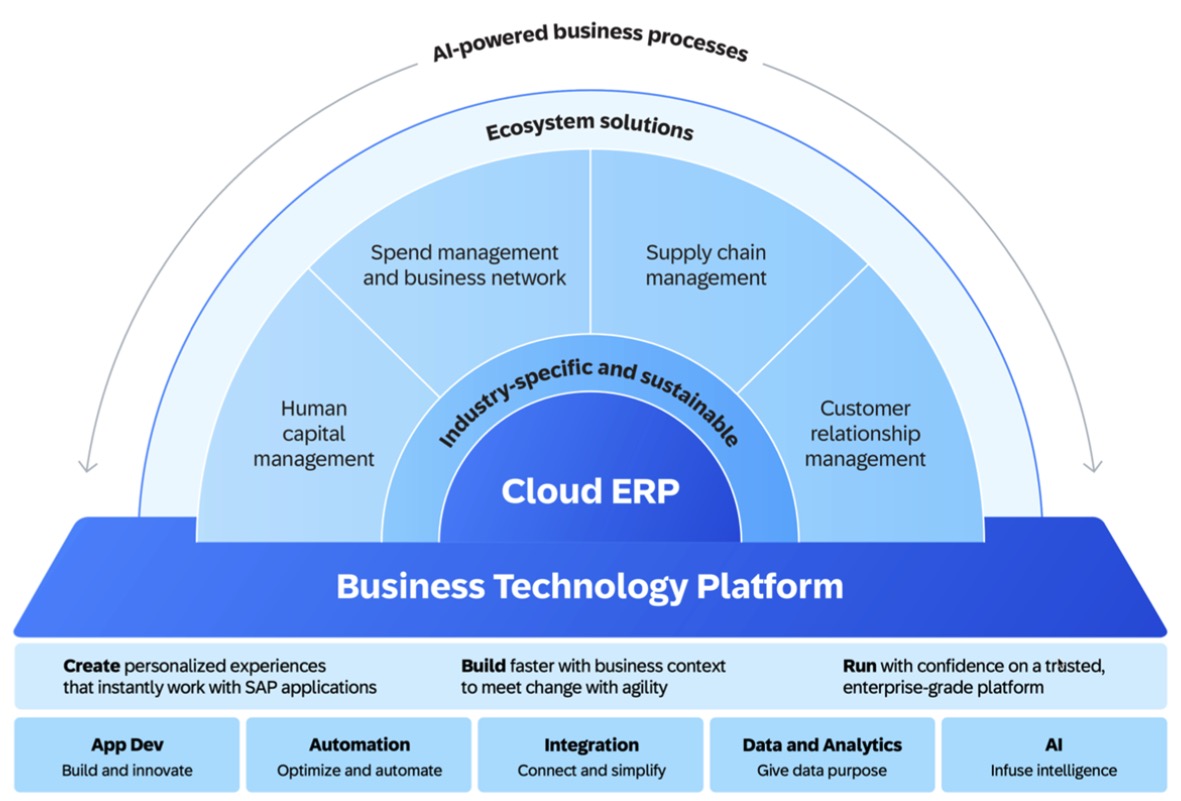 AI-powered business processes
Ecosystem solutions
Spend management
and business network
Supply chain
management
Human
capital
management
Industry-specific and sustainable
Customer
relationship
management
Cloud ERP
Business Technology Platform
Create personalized experiences
that instantly work with SAP applications
Build faster with business context
to meet change with agility
Run with confidence on a trusted,
enterprise-grade platform
App Dev
Build and innovate
Automation
Optimize and automate
Integration
Connect and simplify
Data and Analytics
Give data purpose
AI
Infuse intelligence